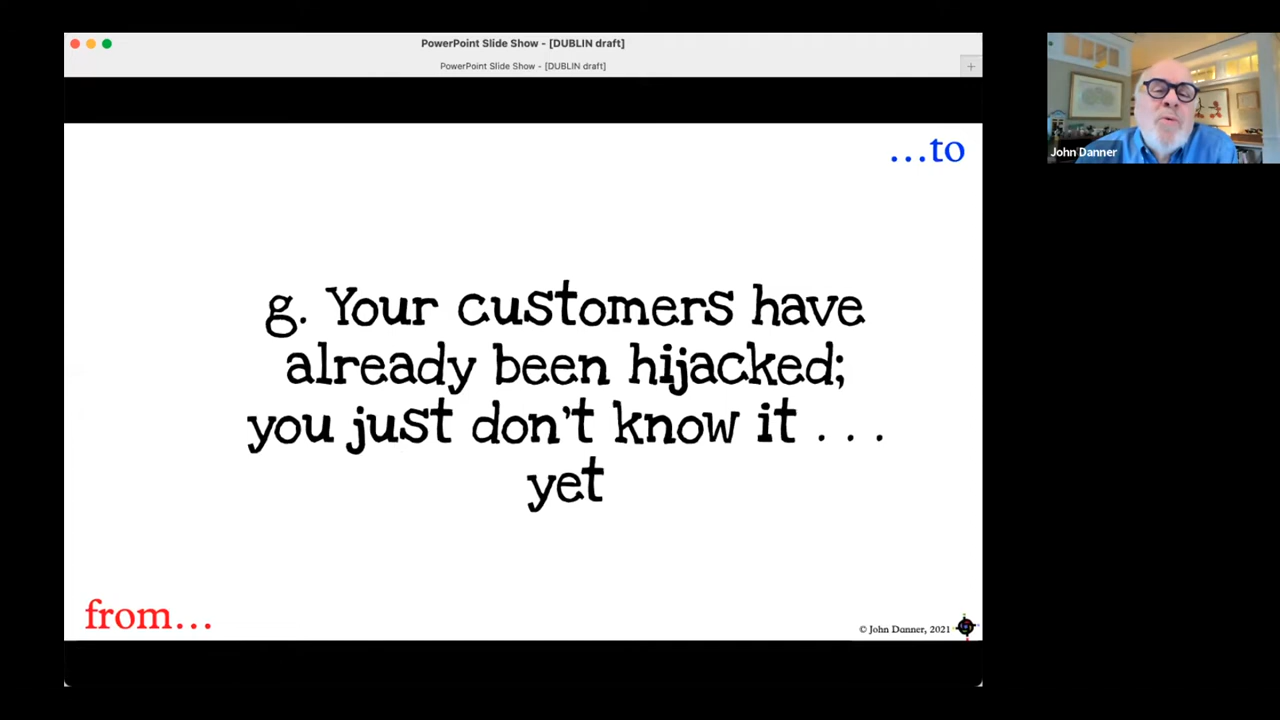 PowerPoint Slide Show - [DUBLIN draft]
PowerPoint Slide Show - [DUBLIN draft]
+
John Danner
...to
g. Your customers have
already been hijacked;
you just don't know it . . .
yet
from...
© John Danner, 2021